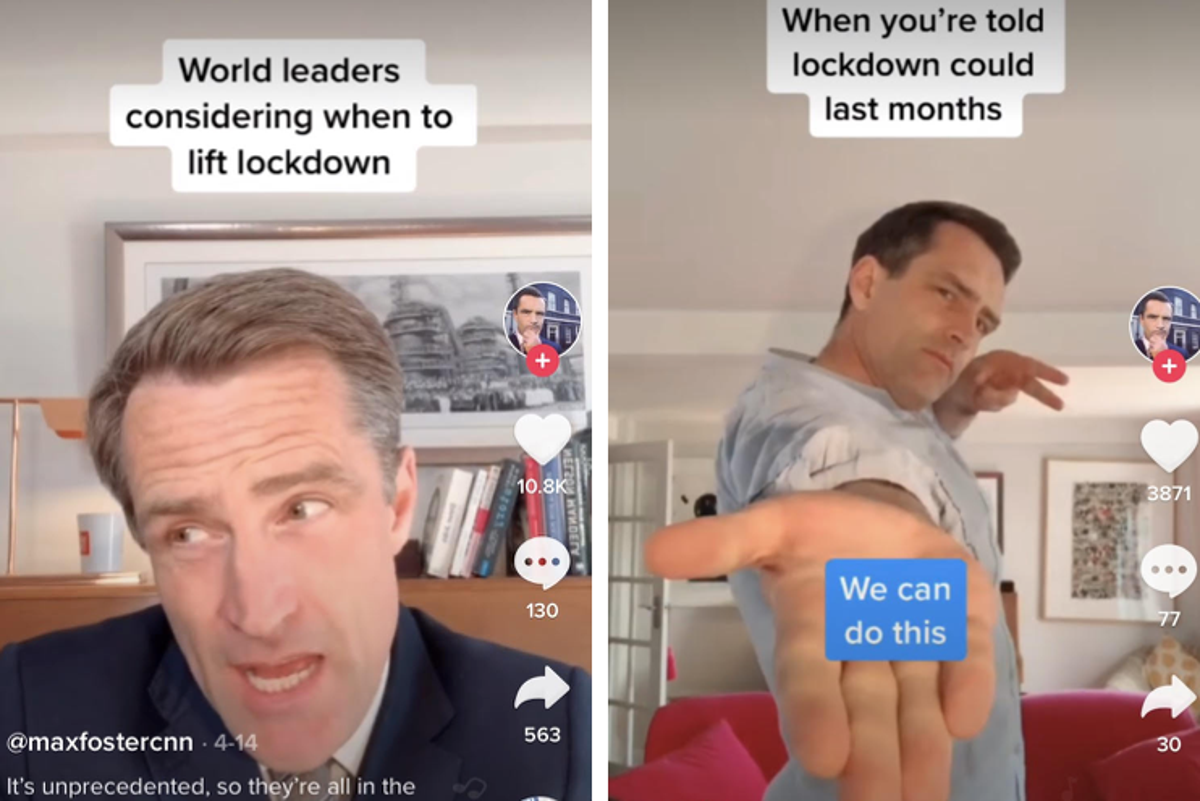 World leaders
considering when to
lift lockdown
10.8K
130
563
@maxfostercnn · 4-14
It's unprecedented, so they're all in the
When you're told
lockdown could
last months
We can
do this
3871
77
30